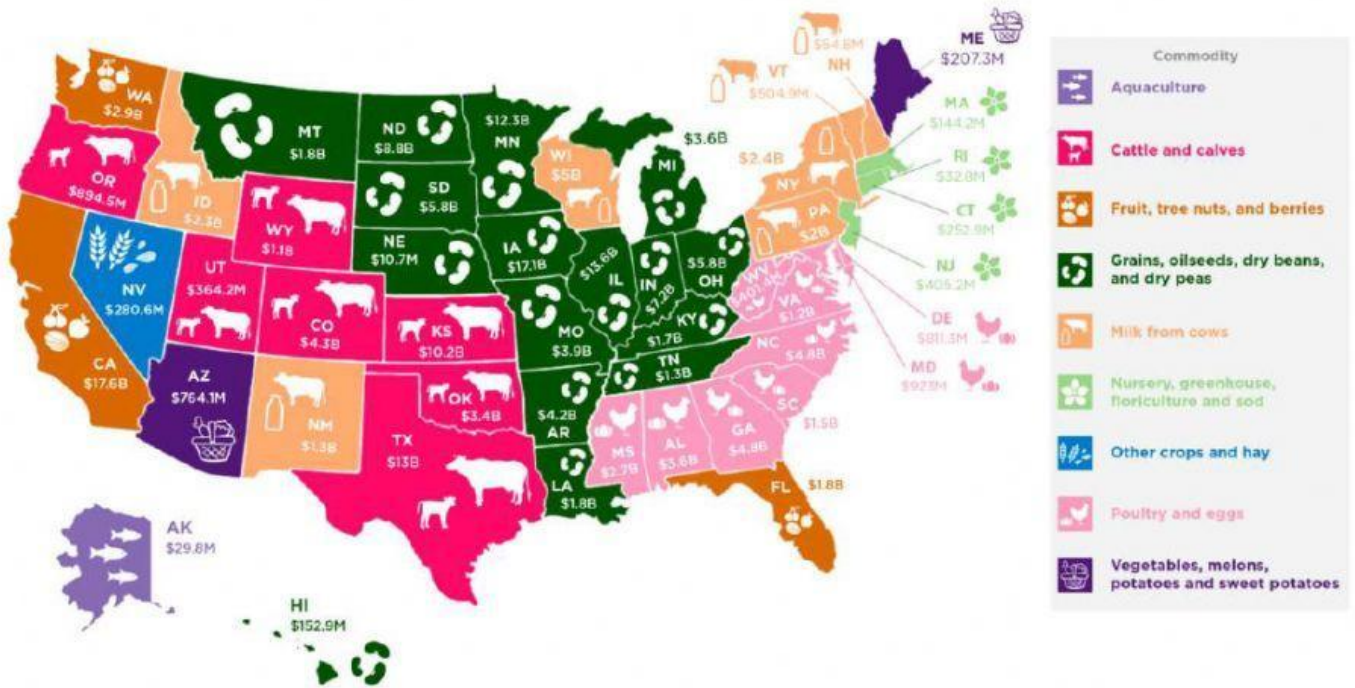 WA
$2.9B
OR
$894.5M
CA
$17.6B
ID
$2.3B
NV
$280.6M
MT
$1.8B
WY
$1.1B
UT
$364.2M
AZ
$764.1M
CO
$4.3B
NM
$1.3B
ND
$8.8B
SD
$5.8B
NE
$10.7M
KS
$10.2B
OK
$3.4B
TX
$13B
$12.3B
MN
IA
$17.1B
MO
$3.9B
$4.2B
AR
LA
$1.8B
WI
$5B
$13.6B
IL
MI
$3.6B
IN
$7.2B
$5.8B
OH
KY
$1.7B
TN
$1.3B
MS
$2.7B
AL
$3.6B
GA
$4.8B
FL
$1.8B
SC
$1.5B
NC
$4.8B
VA
$1.2B
WV
PA
$2B
$2.4B
NY
VT
$504.9M
NH
ME
$207.3M
MA
$144.2M
RI
$32.8M
CT
$252.9M
NJ
$405.2M
DE
$811.3M
MD
$923M
AK
$29.8M
HI
$152.9M
Commodity
Aquaculture
Cattle and calves
Fruit, tree nuts, and berries
Grains, oilseeds, dry beans,
and dry peas
Milk from cows
Nursery, greenhouse,
floriculture and sod
Other crops and hay
Poultry and eggs
Vegetables, melons,
potatoes and sweet potatoes